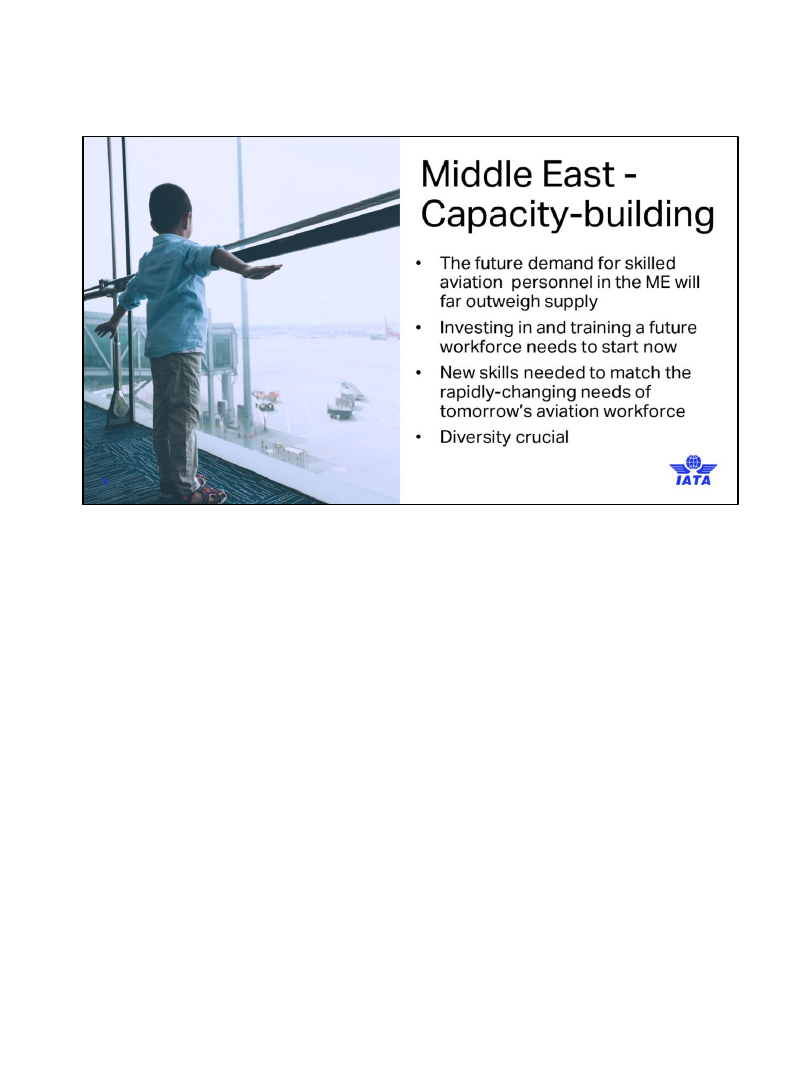 Middle East -
Capacity-building
• The future demand for skilled
aviation  personnel in the ME will
far outweigh supply
• Investing in and training a future
workforce needs to start now
• New skills needed to match the
rapidly-changing needs of
tomorrow’s aviation workforce
• Diversity crucial
IATA